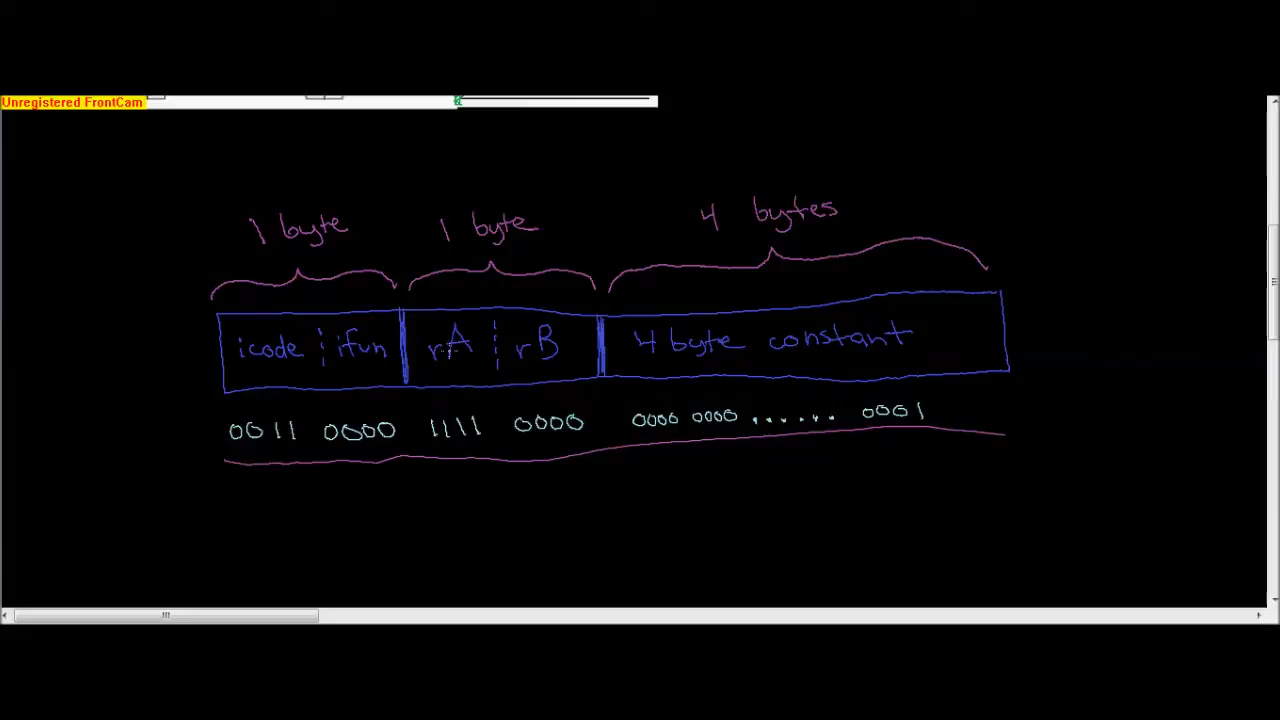 Unregistered FrontCam
1 byte 1 byte 4 bytes
icode ifun rA rB 4 byte constant
0011 0000 1111 0000 0000 0000 ...... 0001